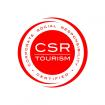 CORPORATE SOCIAL RESPONSIBILITY
CSR
TOURISM
CERTIFIED